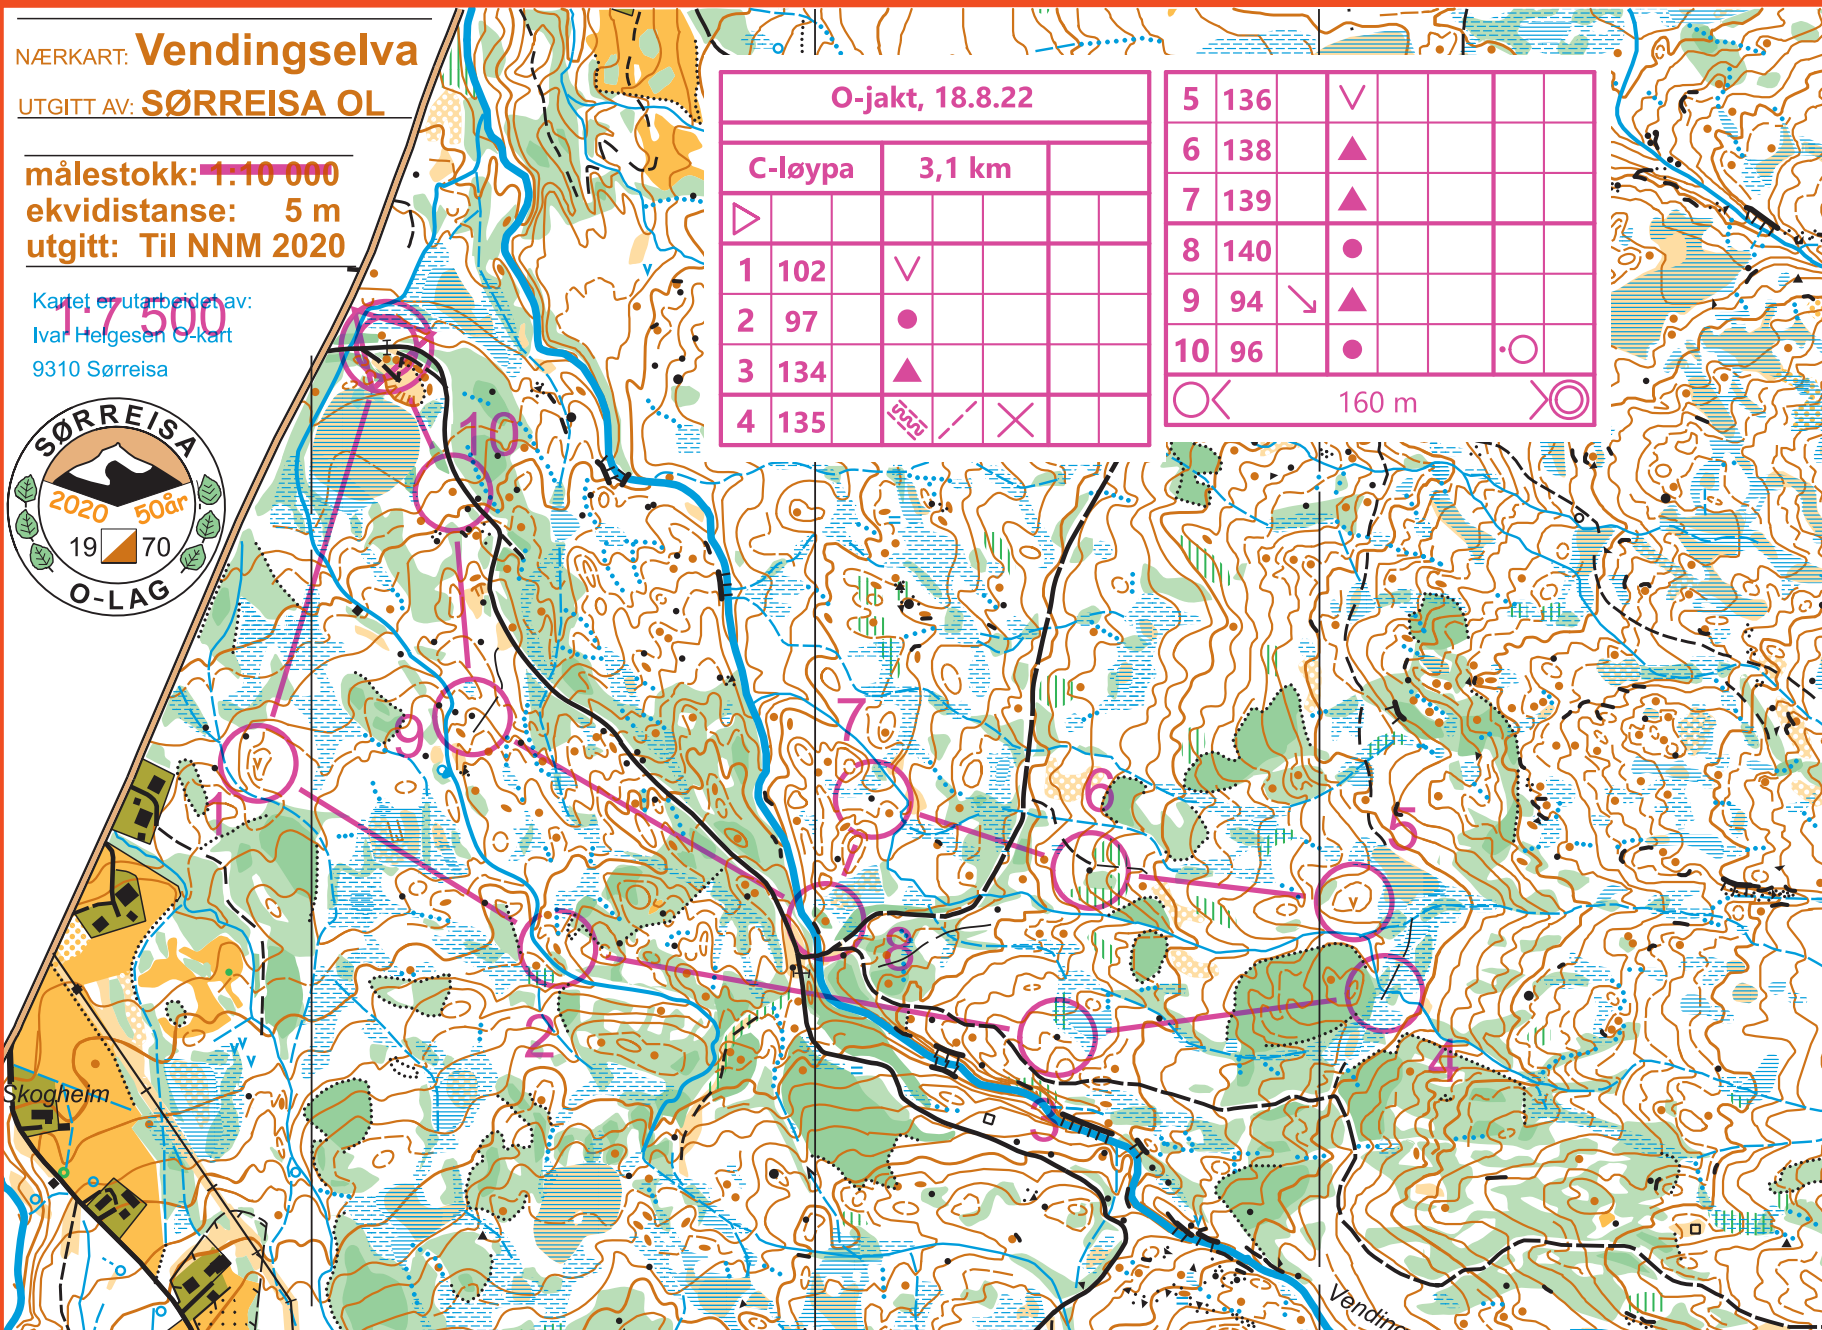 NÆRKART: Vendingselva
UTGITT AV: SØRREISA OL
målestokk: 1:10 000
ekvidistanse: 5 m
utgitt: Til NNM 2020
Kartet er utarbeidet av:
1:7 500
Ivar Helgesen O-kart
9310 Sørreisa
SØRREISA
2020 50år
19 70
O-LAG
O-jakt, 18.8.22
C-løypa 3,1 km
1 102
2 97
3 134
4 135
5 136
6 138
7 139
8 140
9 94
10 96
160 m
10
9
7
6
5
1
8
2
4
3
Skogheim
Vending